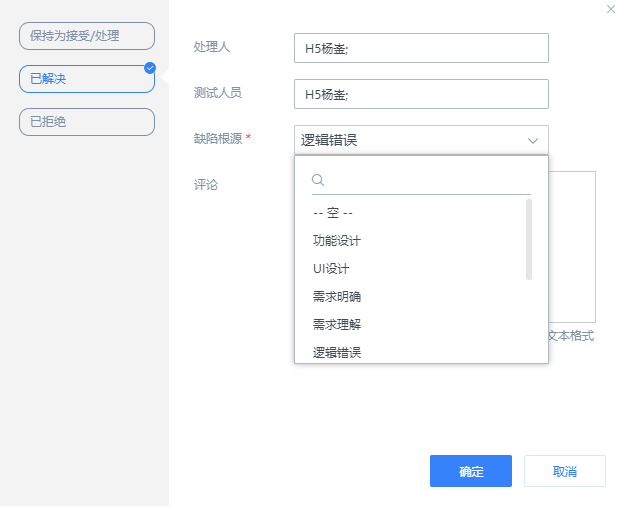 保持为接受/处理
已解决
已拒绝
处理人
H5杨崟;
测试人员
H5杨崟;
缺陷根源 *
逻辑错误
评论
-- 空 --
功能设计
UI设计
需求明确
需求理解
逻辑错误
文本格式
确定
取消